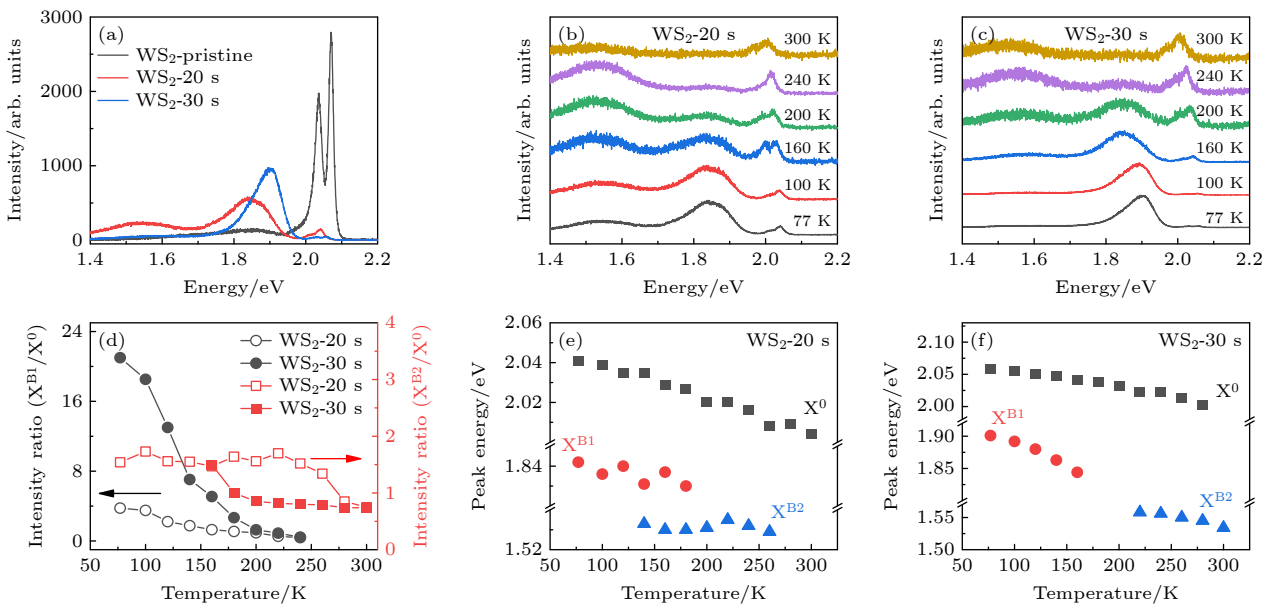 (a)
WS₂-pristine
WS₂-20 s
WS₂-30 s
3000
2000
1000
0
Intensity/arb. units
1.4 1.6 1.8 2.0 2.2
Energy/eV
(b)
WS₂-20 s
300 K
240 K
200 K
160 K
100 K
77 K
Intensity/arb. units
1.4 1.6 1.8 2.0 2.2
Energy/eV
(c)
WS₂-30 s
300 K
240 K
200 K
160 K
100 K
77 K
Intensity/arb. units
1.4 1.6 1.8 2.0 2.2
Energy/eV
(d)
WS₂-20 s
WS₂-30 s
WS₂-20 s
WS₂-30 s
24
16
8
0
Intensity ratio (Xᴮ¹/X⁰)
4
3
2
1
0
Intensity ratio (Xᴮ²/X⁰)
50 100 150 200 250 300
Temperature/K
(e)
WS₂-20 s
X⁰
Xᴮ¹
Xᴮ²
2.06
2.04
2.02
1.84
1.52
Peak energy/eV
50 100 150 200 250 300
Temperature/K
(f)
WS₂-30 s
X⁰
Xᴮ¹
Xᴮ²
2.10
2.05
2.00
1.90
1.85
1.55
1.50
Peak energy/eV
50 100 150 200 250 300
Temperature/K